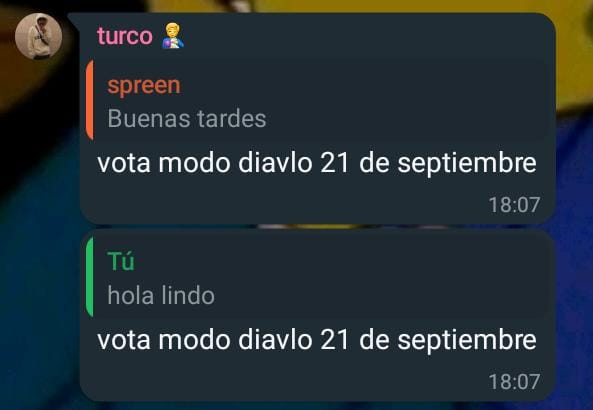 turco 🤱‍♂️
spreen
Buenas tardes
vota modo diavlo 21 de septiembre
18:07
Tú
hola lindo
vota modo diavlo 21 de septiembre
18:07